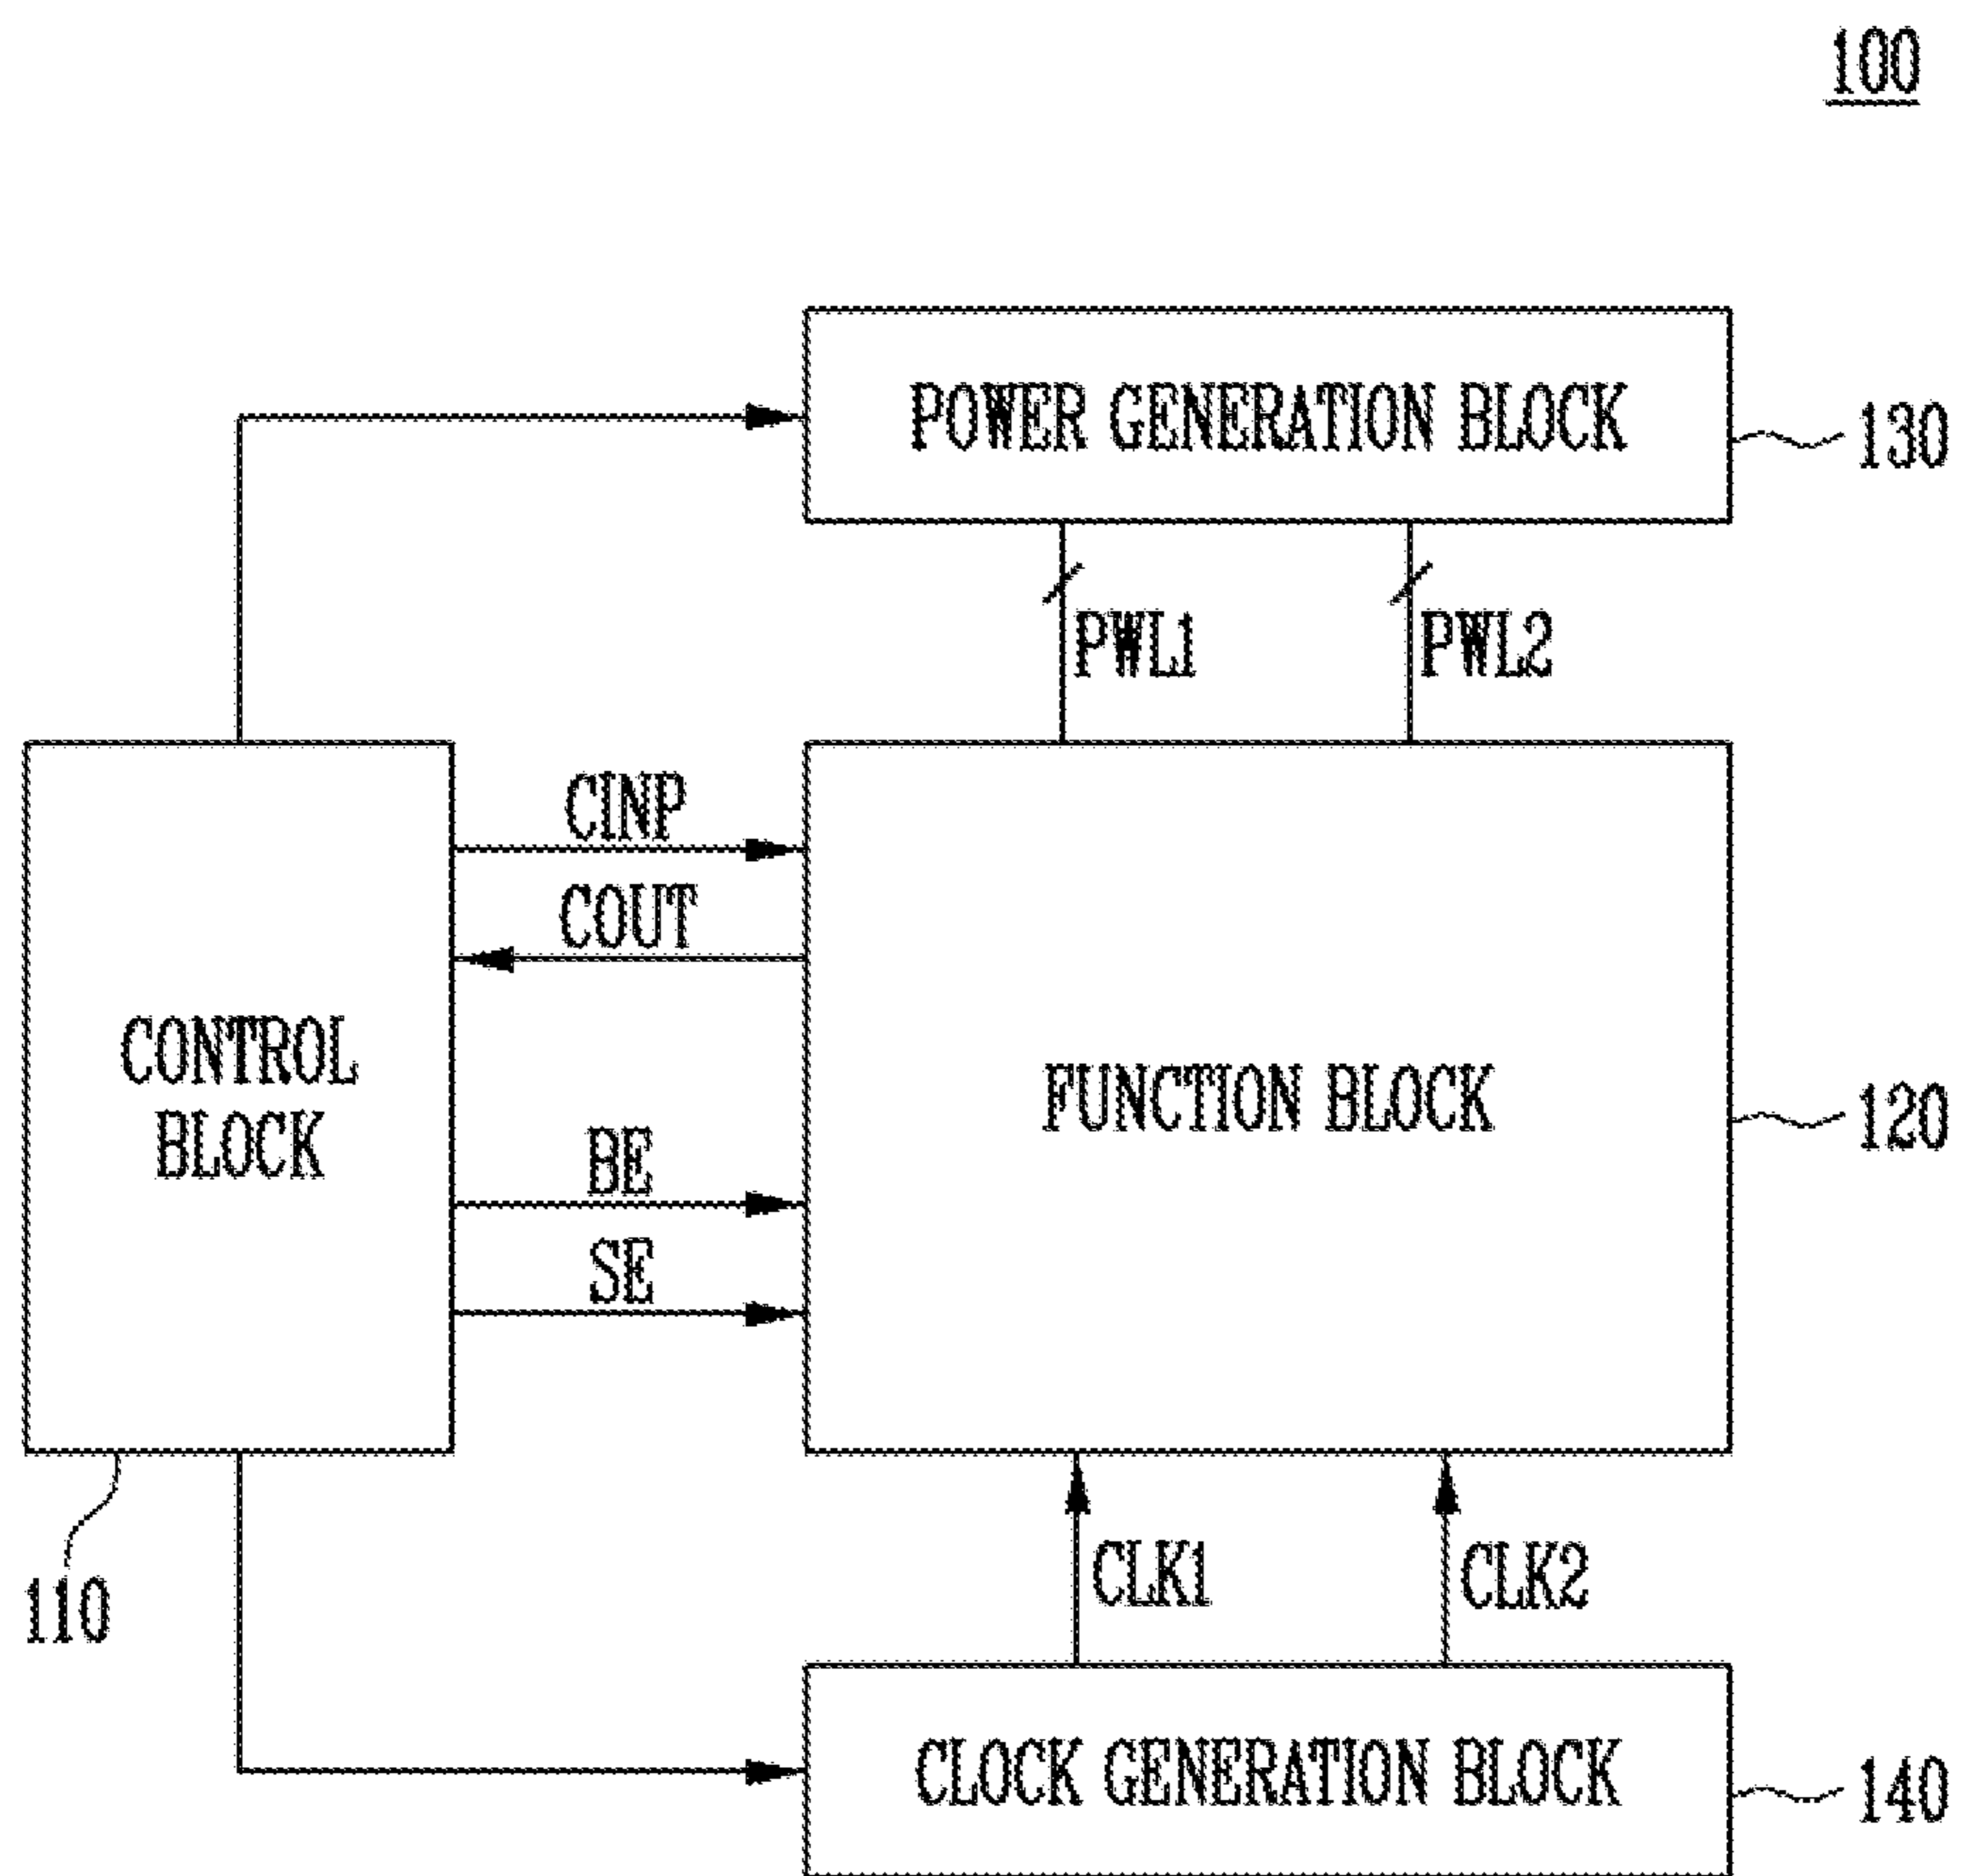 100
POWER GENERATION BLOCK
130
PWL1
PWL2
CINP
COUT
CONTROL
BLOCK
FUNCTION BLOCK
120
BE
SE
CLK1
CLK2
110
CLOCK GENERATION BLOCK
140